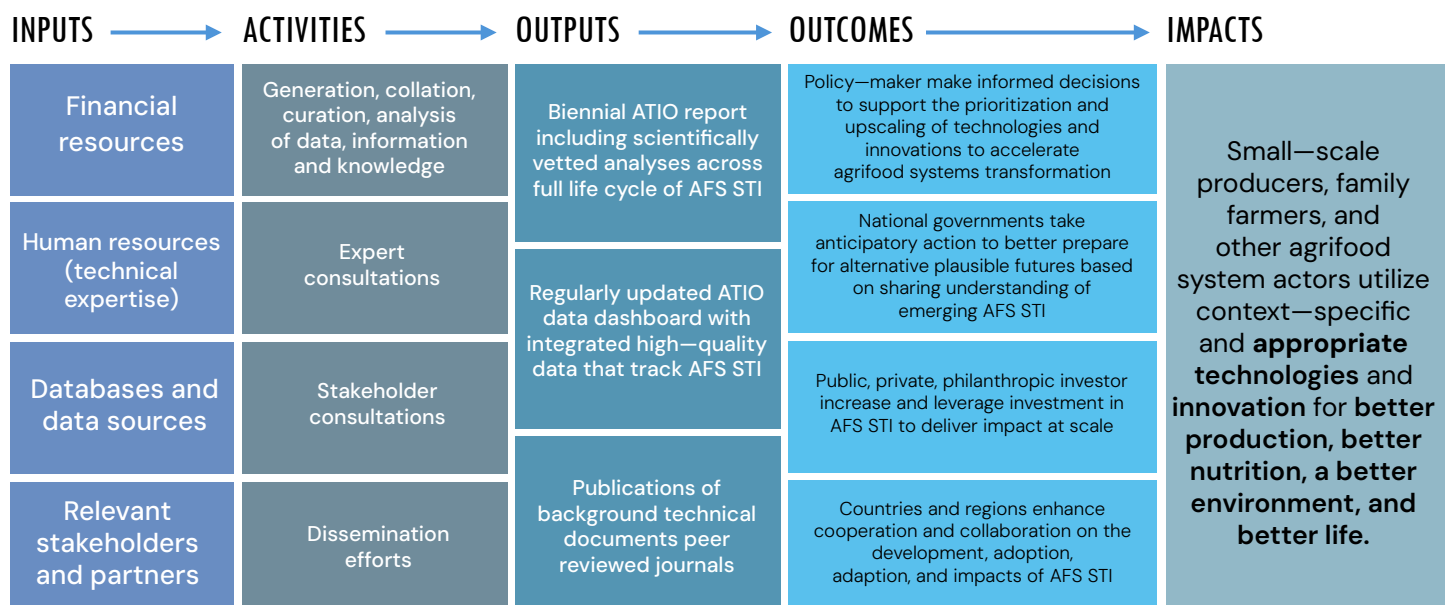 INPUTS
ACTIVITIES
OUTPUTS
OUTCOMES
IMPACTS
Financial
resources
Human resources
(technical
expertise)
Databases and
data sources
Relevant
stakeholders
and partners
Generation, collation,
curation, analysis
of data, information
and knowledge
Expert
consultations
Stakeholder
consultations
Dissemination
efforts
Biennial ATIO report
including scientifically
vetted analyses across
full life cycle of AFS STI
Regularly updated ATIO
data dashboard with
integrated high—quality
data that track AFS STI
Publications of
background technical
documents peer
reviewed journals
Policy—maker make informed decisions
to support the prioritization and
upscaling of technologies and
innovations to accelerate
agrifood systems transformation
National governments take
anticipatory action to better prepare
for alternative plausible futures based
on sharing understanding of
emerging AFS STI
Public, private, philanthropic investor
increase and leverage investment in
AFS STI to deliver impact at scale
Countries and regions enhance
cooperation and collaboration on the
development, adoption,
adaption, and impacts of AFS STI
Small—scale
producers, family
farmers, and
other agrifood
system actors utilize
context—specific
and appropriate
technologies and
innovation for better
production, better
nutrition, a better
environment, and
better life.